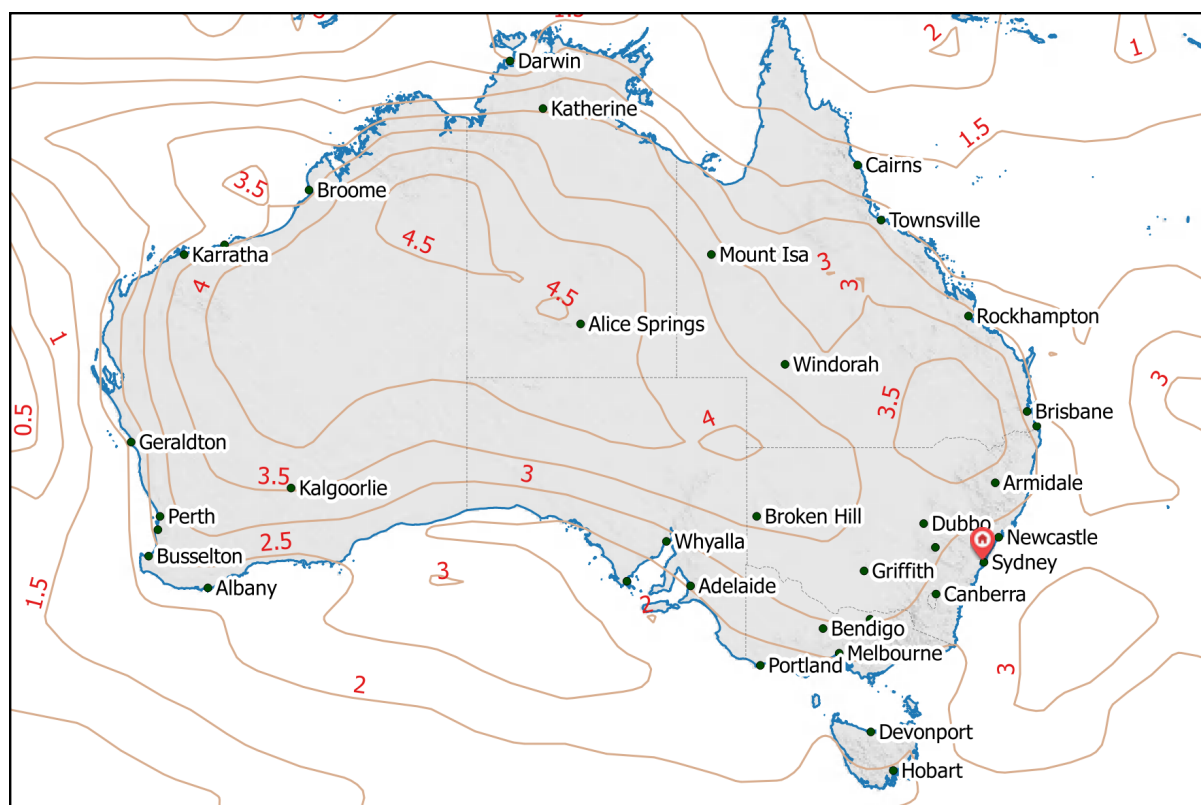 1.5
2
1
Darwin
Katherine
1.5
Cairns
3.5
Broome
Townsville
4.5
Karratha
Mount Isa
3
3
4
4.5
Alice Springs
Rockhampton
1
Windorah
3
3.5
0.5
4
Brisbane
Geraldton
3.5
Kalgoorlie
3
Armidale
Perth
Broken Hill
Dubbo
Newcastle
2.5
Whyalla
Busselton
Sydney
3
Griffith
Albany
Adelaide
Canberra
1.5
2
Bendigo
Melbourne
Portland
3
2
Devonport
Hobart